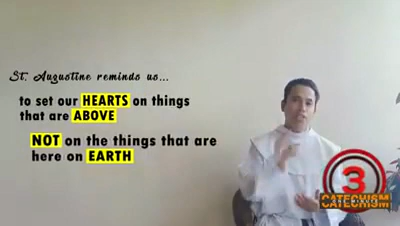 St. Augustine reminds us...
to set our HEARTS on things
that are ABOVE
NOT on the things that are
here on EARTH
3
MINUTE
CATECHISM